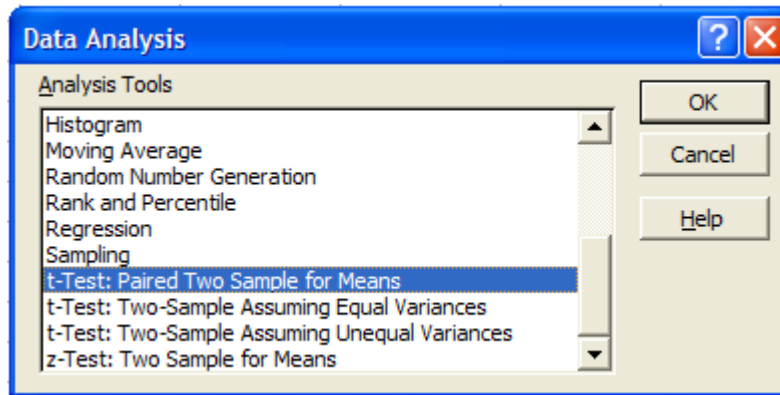 Data Analysis
Analysis Tools
Histogram
Moving Average
Random Number Generation
Rank and Percentile
Regression
Sampling
t-Test: Paired Two Sample for Means
t-Test: Two-Sample Assuming Equal Variances
t-Test: Two-Sample Assuming Unequal Variances
z-Test: Two Sample for Means
OK
Cancel
Help